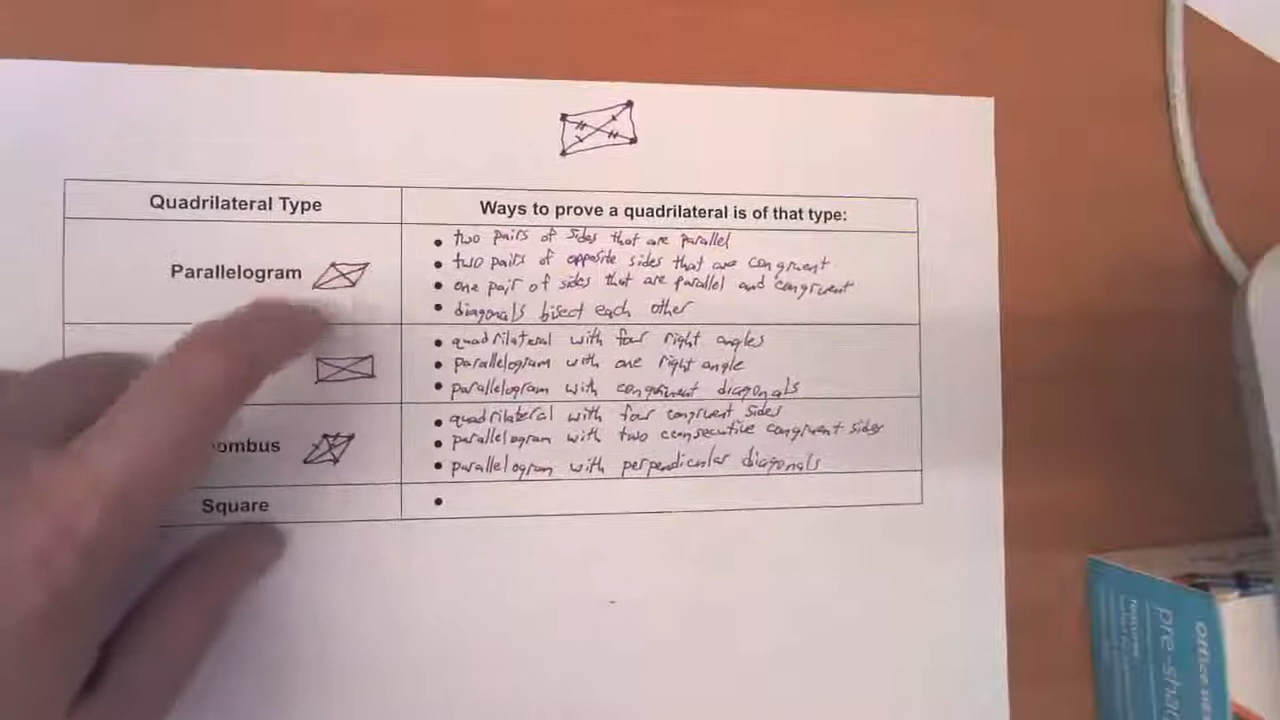 Quadrilateral Type
Ways to prove a quadrilateral is of that type:
Parallelogram
• two pairs of sides that are parallel
• two pairs of opposite sides that are congruent
• one pair of sides that are parallel and congruent
• diagonals bisect each other
• quadrilateral with four right angles
• parallelogram with one right angle
• parallelogram with congruent diagonals
ombus
• quadrilateral with four congruent sides
• parallelogram with two consecutive congruent sides
• parallelogram with perpendicular diagonals
Square
•
pre-sha
office